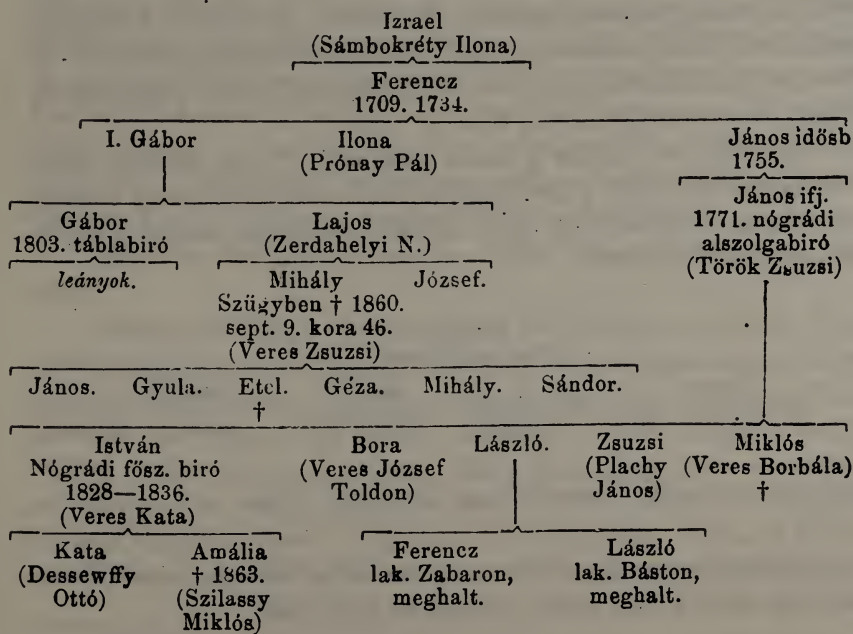 Izrael
(Sámbokréty Ilona)
Ferencz
1709. 1734.
I. Gábor Ilona János idősb
(Prónay Pál) 1755.
János ifj.
Gábor Lajos 1771. nógrádi
1803. táblabiró (Zerdahelyi N.) alszolgabiró
(Török Zsuzsi)
leányok. Mihály József.
Szügyben † 1860.
sept. 9. kora 46.
(Veres Zsuzsi)
János. Gyula. Etel. Géza. Mihály. Sándor.
†
István Bora László. Zsuzsi Miklós
Nógrádi fősz. biró (Veres József (Plachy (Veres Borbála)
1828—1836. Toldon) János) †
(Veres Kata)
Kata Amália Ferencz László
(Dessewffy † 1863. lak. Zabaron, lak. Báston,
Ottó) (Szilassy meghalt. meghalt.
Miklós)